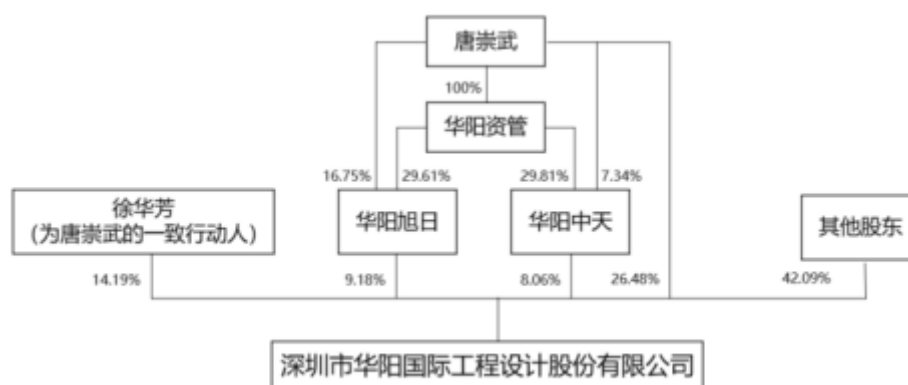 唐崇武
100%
华阳资管
16.75%
29.61%
29.81%
7.34%
徐华芳
（为唐崇武的一致行动人）
华阳旭日
华阳中天
其他股东
14.19%
9.18%
8.06%
26.48%
42.09%
深圳市华阳国际工程设计股份有限公司